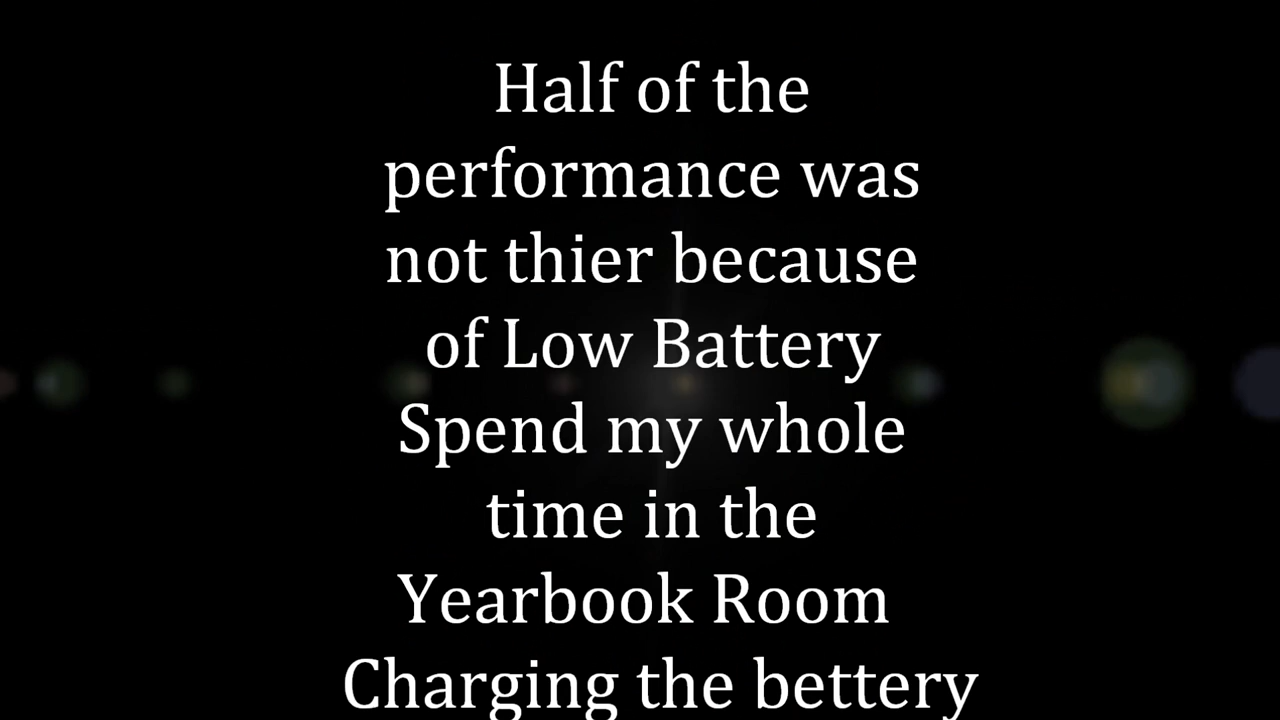 Half of the
performance was
not thier because
of Low Battery
Spend my whole
time in the
Yearbook Room
Charging the bettery